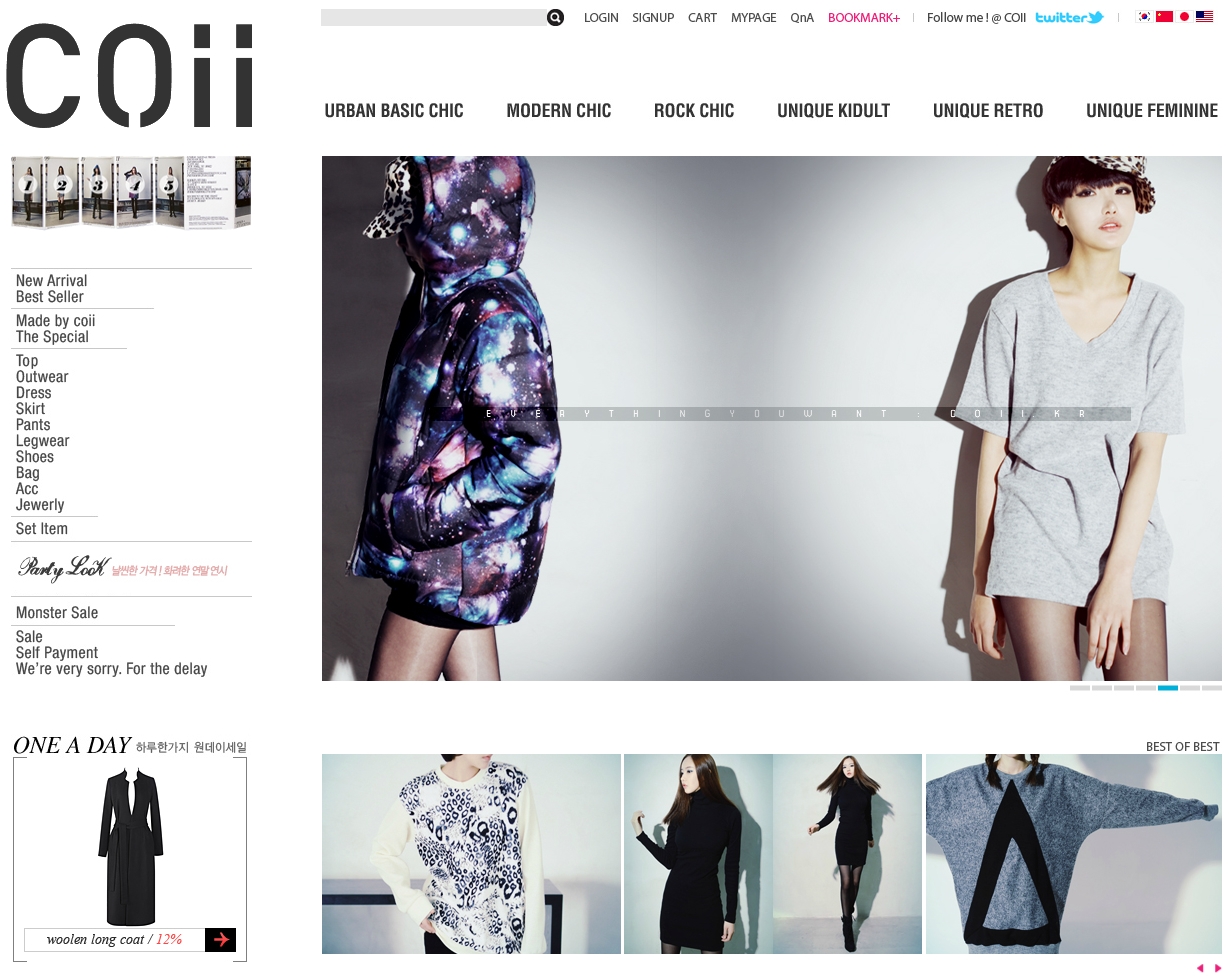 COii
LOGIN SIGNUP CART MYPAGE QnA BOOKMARK+ Follow me ! @ COII twitter
URBAN BASIC CHIC MODERN CHIC ROCK CHIC UNIQUE KIDULT UNIQUE RETRO UNIQUE FEMININE
1 2 3 4 5
New Arrival
Best Seller
Made by coii
The Special
Top
Outwear
Dress
Skirt
Pants
Legwear
Shoes
Bag
Acc
Jewerly
Set Item
Party Look 날씬한 가격 ! 화려한 연말연시
Monster Sale
Sale
Self Payment
We're very sorry. For the delay
EVERYTHING YOU WANT : COII.KR
ONE A DAY 하루한가지 원데이세일
woolen long coat / 12%
BEST OF BEST